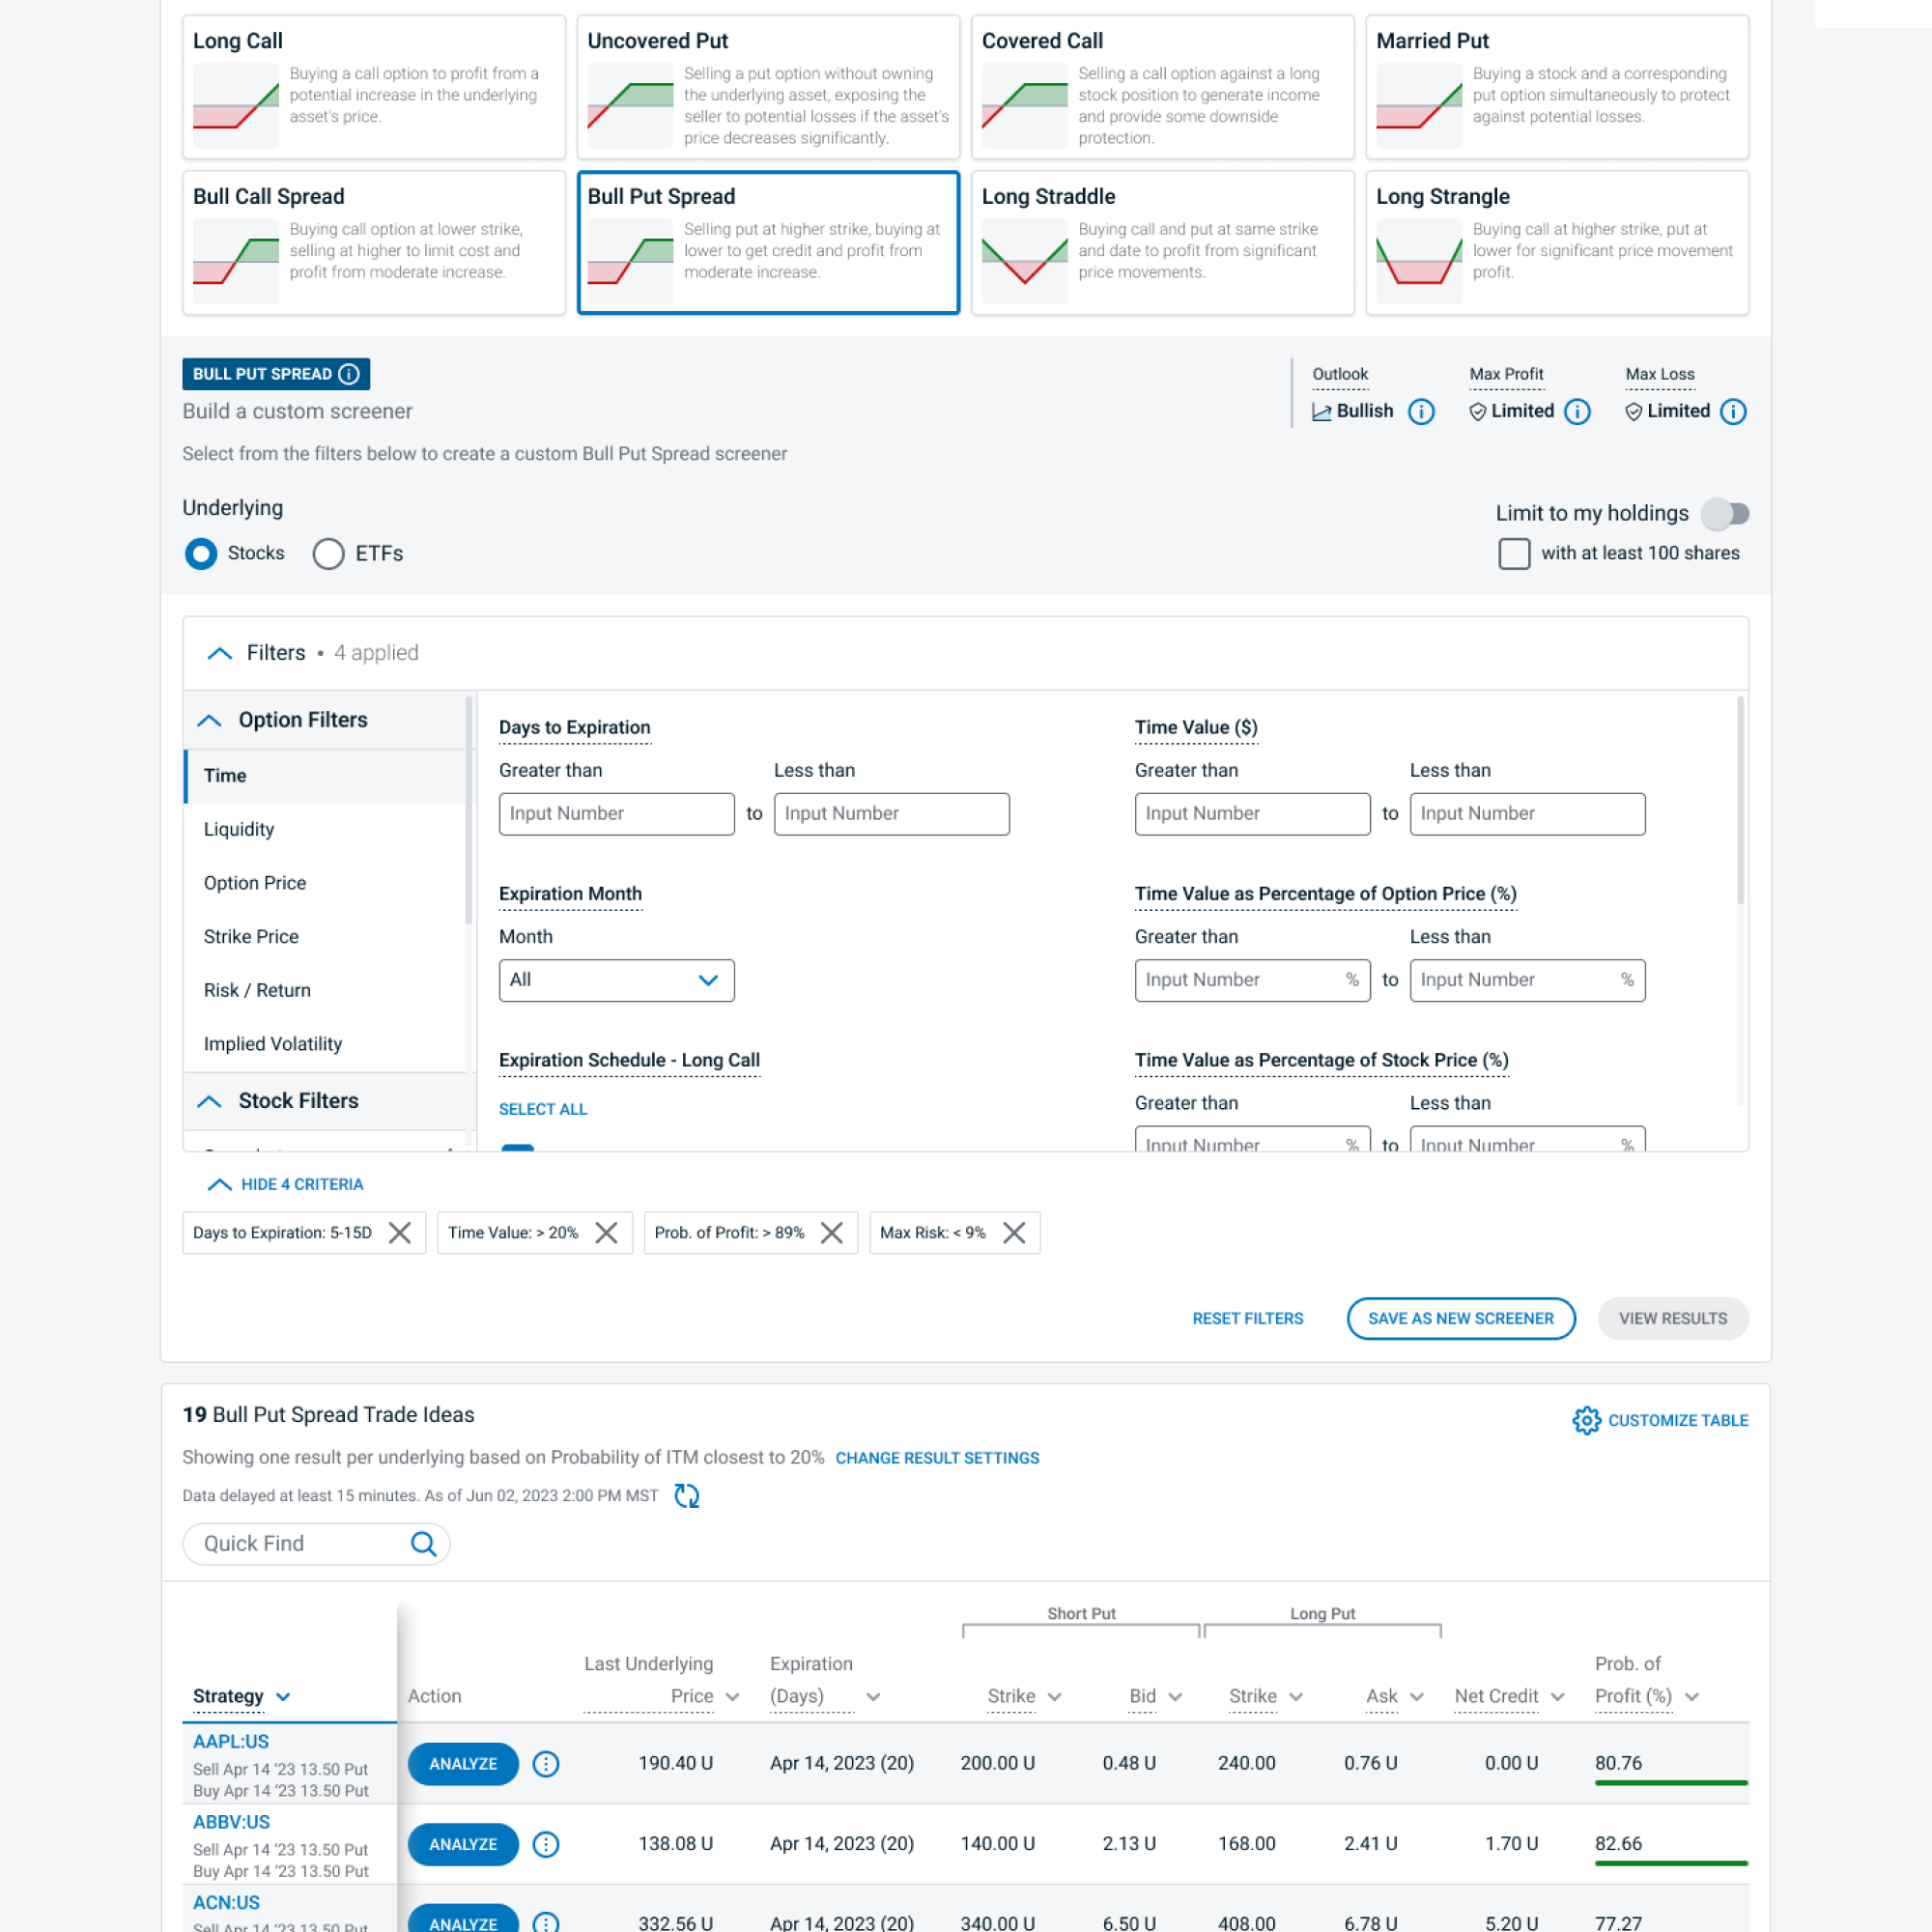 Long Call
Buying a call option to profit from a
potential increase in the underlying
asset's price.
Uncovered Put
Selling a put option without owning
the underlying asset, exposing the
seller to potential losses if the asset's
price decreases significantly.
Covered Call
Selling a call option against a long
stock position to generate income
and provide some downside
protection.
Married Put
Buying a stock and a corresponding
put option simultaneously to protect
against potential losses.
Bull Call Spread
Buying call option at lower strike,
selling at higher to limit cost and
profit from moderate increase.
Bull Put Spread
Selling put at higher strike, buying at
lower to get credit and profit from
moderate increase.
Long Straddle
Buying call and put at same strike
and date to profit from significant
price movements.
Long Strangle
Buying call at higher strike, put at
lower for significant price movement
profit.
BULL PUT SPREAD
Build a custom screener
Select from the filters below to create a custom Bull Put Spread screener
Outlook
Bullish
Max Profit
Limited
Max Loss
Limited
Underlying
Stocks ETFs
Limit to my holdings
with at least 100 shares
Filters • 4 applied
Option Filters
Time
Liquidity
Option Price
Strike Price
Risk / Return
Implied Volatility
Stock Filters
Days to Expiration
Greater than Less than
Input Number to Input Number
Expiration Month
Month
All
Expiration Schedule - Long Call
SELECT ALL
Time Value ($)
Greater than Less than
Input Number to Input Number
Time Value as Percentage of Option Price (%)
Greater than Less than
Input Number % to Input Number %
Time Value as Percentage of Stock Price (%)
Greater than Less than
Input Number % to Input Number %
HIDE 4 CRITERIA
Days to Expiration: 5-15D Time Value: > 20% Prob. of Profit: > 89% Max Risk: < 9%
RESET FILTERS SAVE AS NEW SCREENER VIEW RESULTS
19 Bull Put Spread Trade Ideas
CUSTOMIZE TABLE
Showing one result per underlying based on Probability of ITM closest to 20% CHANGE RESULT SETTINGS
Data delayed at least 15 minutes. As of Jun 02, 2023 2:00 PM MST
Quick Find
Short Put Long Put
Last Underlying Expiration Prob. of
Strategy Action Price (Days) Strike Bid Strike Ask Net Credit Profit (%)
AAPL:US
Sell Apr 14 '23 13.50 Put
Buy Apr 14 '23 13.50 Put
ANALYZE 190.40 U Apr 14, 2023 (20) 200.00 U 0.48 U 240.00 0.76 U 0.00 U 80.76
ABBV:US
Sell Apr 14 '23 13.50 Put
Buy Apr 14 '23 13.50 Put
ANALYZE 138.08 U Apr 14, 2023 (20) 140.00 U 2.13 U 168.00 2.41 U 1.70 U 82.66
ACN:US
Sell Apr 14 '23 13.50 Put
ANALYZE 332.56 U Apr 14, 2023 (20) 340.00 U 6.50 U 408.00 6.78 U 5.20 U 77.27